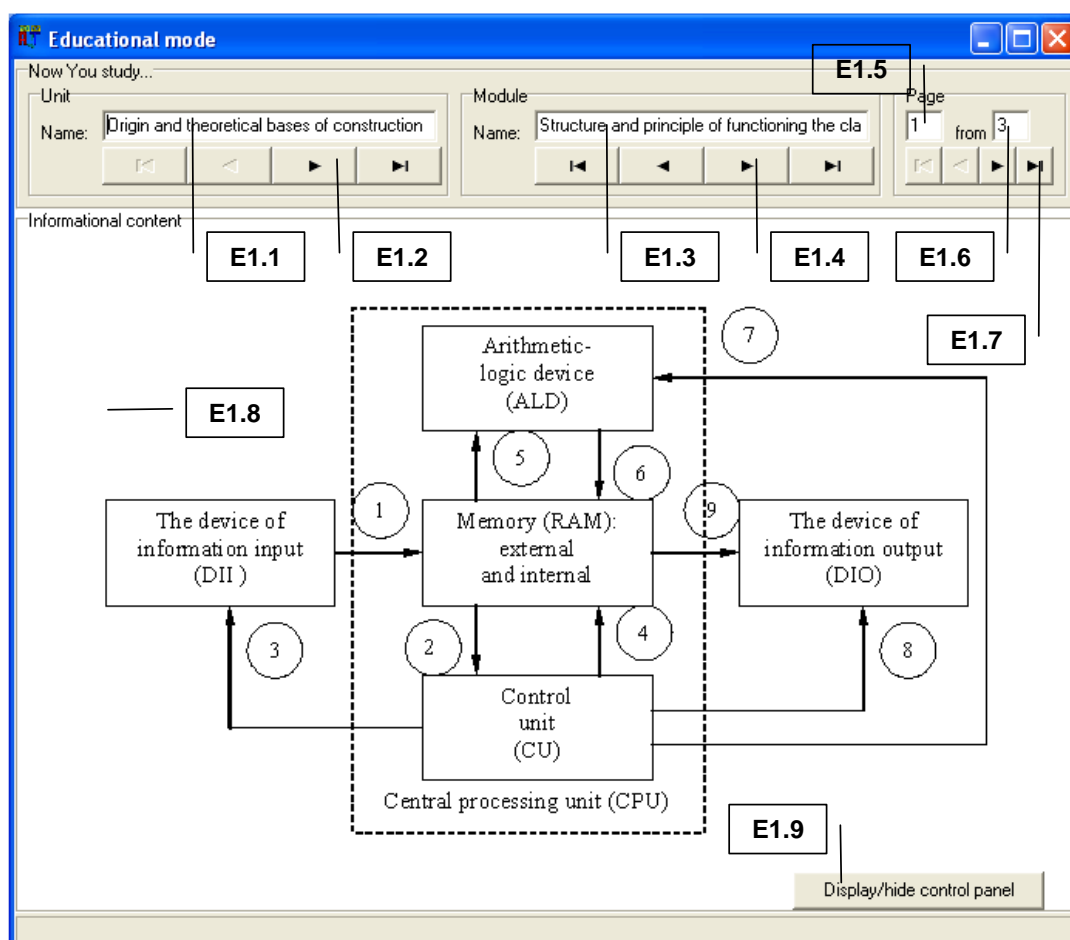 Educational mode
Now You study...
Unit
Name: Origin and theoretical bases of construction
Module
Name: Structure and principle of functioning the cla
Page
1 from 3
E1.5
Informational content
E1.1
E1.2
E1.3
E1.4
E1.6
E1.7
E1.8
Arithmetic-
logic device
(ALD)
7
5
6
1
9
The device of
information input
(DII )
Memory (RAM):
external
and internal
The device of
information output
(DIO)
3
2
4
8
Control
unit
(CU)
Central processing unit (CPU)
E1.9
Display/hide control panel